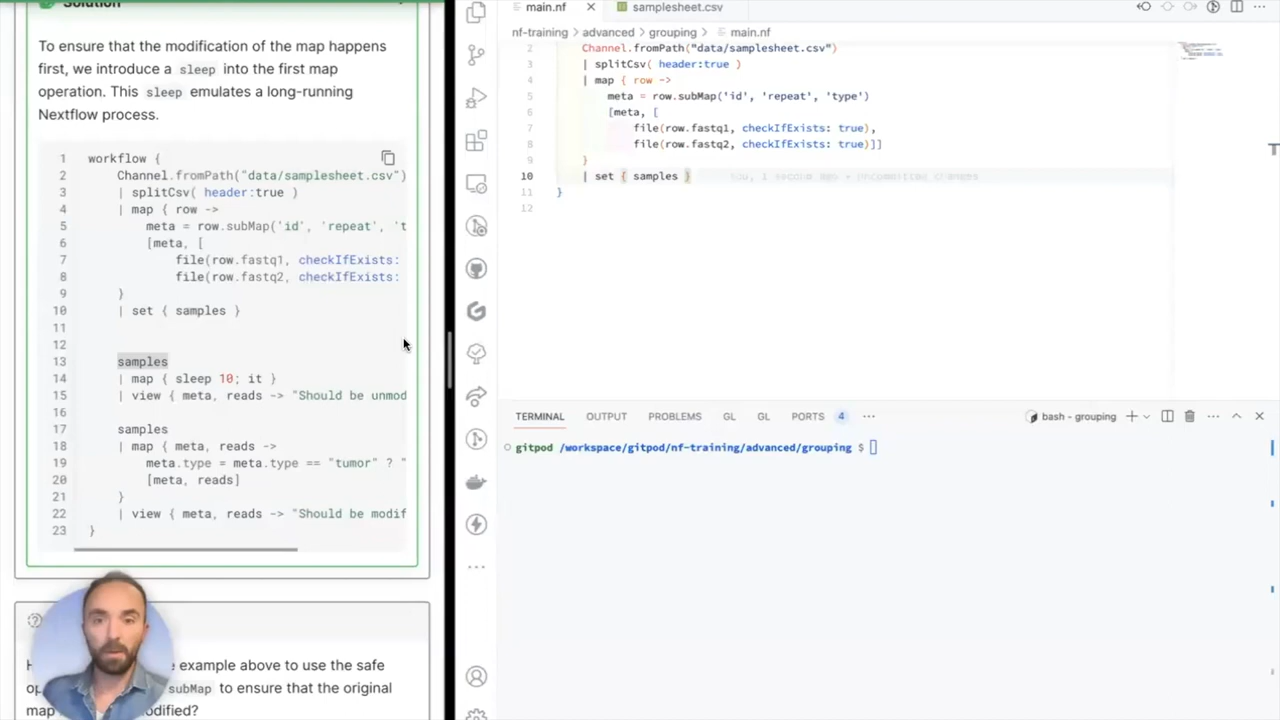 Solution
To ensure that the modification of the map happens
first, we introduce a sleep into the first map
operation. This sleep emulates a long-running
Nextflow process.
1 workflow {
2 Channel.fromPath("data/samplesheet.csv")
3 | splitCsv( header:true )
4 | map { row ->
5 meta = row.subMap('id', 'repeat', 't
6 [meta, [
7 file(row.fastq1, checkIfExists:
8 file(row.fastq2, checkIfExists:
9 }
10 | set { samples }
11
12
13 samples
14 | map { sleep 10; it }
15 | view { meta, reads -> "Should be unmod
16
17 samples
18 | map { meta, reads ->
19 meta.type = meta.type == "tumor" ? "
20 [meta, reads]
21 }
22 | view { meta, reads -> "Should be modif
23 }
example above to use the safe
subMap to ensure that the original
map
main.nf
samplesheet.csv
nf-training > advanced > grouping > main.nf
2 Channel.fromPath("data/samplesheet.csv")
3 | splitCsv( header:true )
4 | map { row ->
5 meta = row.subMap('id', 'repeat', 'type')
6 [meta, [
7 file(row.fastq1, checkIfExists: true),
8 file(row.fastq2, checkIfExists: true)]]
9 }
10 | set { samples } 1 second ago • Uncommitted changes
11 }
12
TERMINAL OUTPUT PROBLEMS GL GL PORTS 4 bash - grouping
gitpod /workspace/gitpod/nf-training/advanced/grouping $